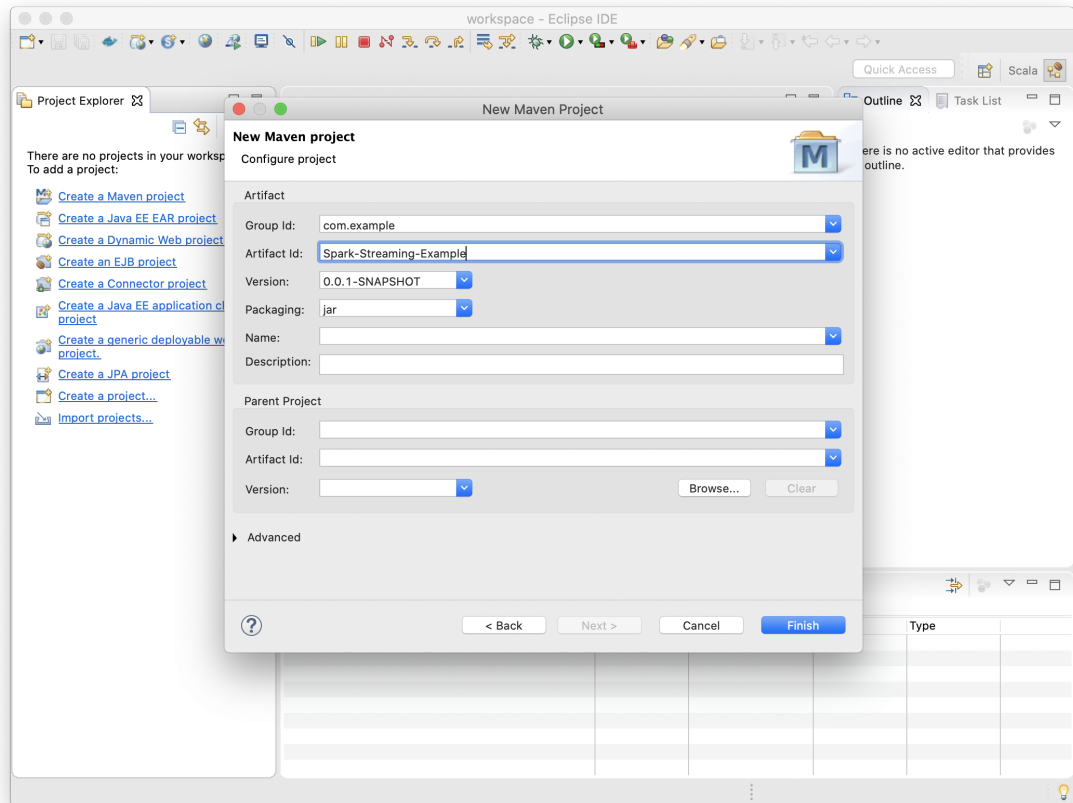 workspace - Eclipse IDE
Quick Access
Scala
Project Explorer
Outline
Task List
There are no projects in your worksp
To add a project:
Create a Maven project
Create a Java EE EAR project
Create a Dynamic Web project
Create an EJB project
Create a Connector project
Create a Java EE application cl
project
Create a generic deployable w
project.
Create a JPA project
Create a project...
Import projects...
New Maven Project
New Maven project
Configure project
M
Artifact
Group Id: com.example
Artifact Id: Spark-Streaming-Example
Version: 0.0.1-SNAPSHOT
Packaging: jar
Name:
Description:
Parent Project
Group Id:
Artifact Id:
Version:
Browse...
Clear
Advanced
?
< Back
Next >
Cancel
Finish
ere is no active editor that provides
outline.
Type